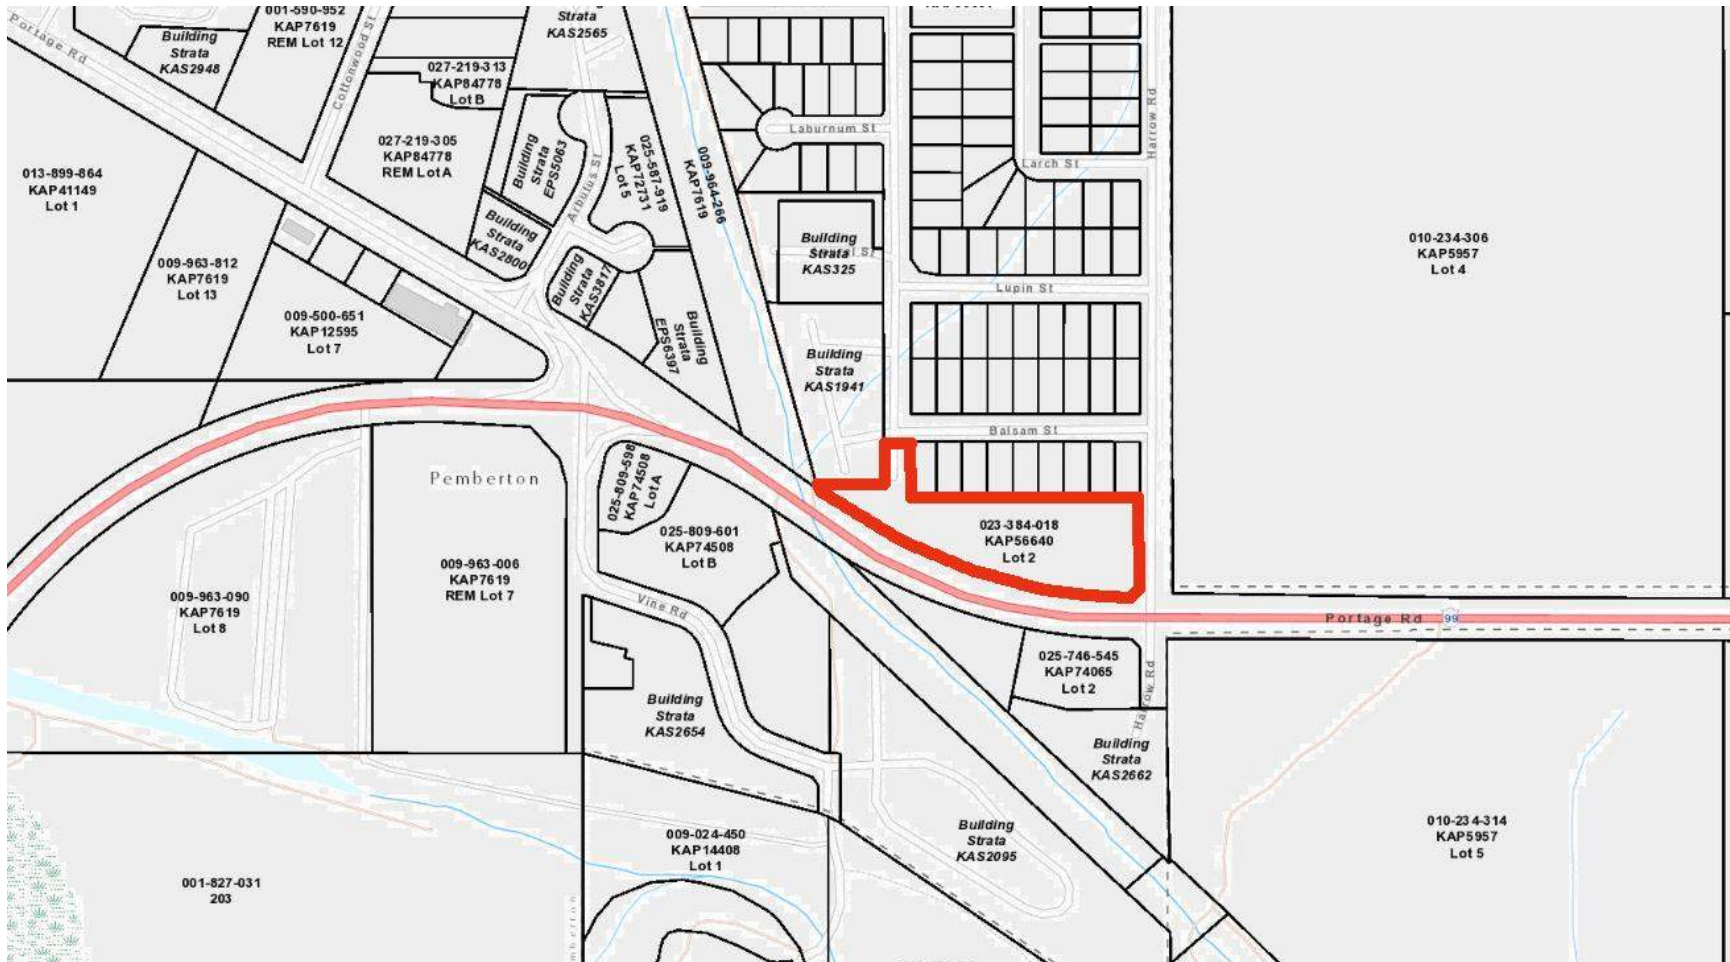 001-590-952
KAP7619
REM Lot 12
Strata
KAS2565
Portage Rd
Building
Strata
KAS2948
Cottonwood St
027-219-313
KAP84778
Lot B
027-219-305
KAP84778
REM Lot A
Building
Strata
EPS5063
025-587-919
KAP72731
Lot 5
009-964-266
KAP7619
Laburnum St
Larch St
Harrow Rd
013-899-864
KAP41149
Lot 1
Arbutus St
Building
Strata
KAS2800
Building
Strata
KAS3817
Building
Strata
KAS325
010-234-306
KAP5957
Lot 4
009-963-812
KAP7619
Lot 13
Lupin St
009-500-651
KAP12595
Lot 7
Building
Strata
EPS6397
Building
Strata
KAS1941
Balsam St
Pemberton
025-809-598
KAP74508
Lot A
025-809-601
KAP74508
Lot B
023-384-018
KAP56640
Lot 2
009-963-006
KAP7619
REM Lot 7
009-963-090
KAP7619
Lot 8
Vine Rd
Portage Rd
99
025-746-545
KAP74065
Lot 2
Harrow Rd
Building
Strata
KAS2654
Building
Strata
KAS2662
009-024-450
KAP14408
Lot 1
Building
Strata
KAS2095
010-234-314
KAP5957
Lot 5
001-827-031
203